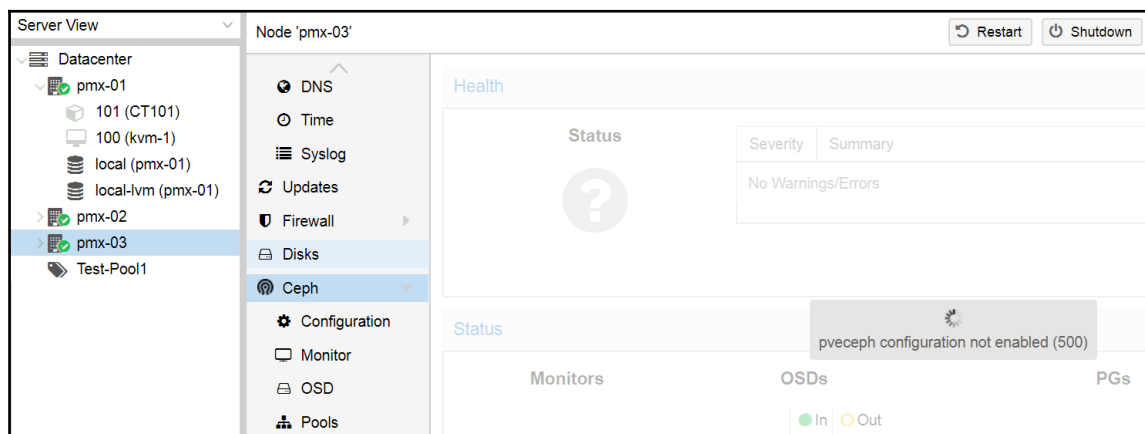 Server View
Node 'pmx-03'
Restart
Shutdown
Datacenter
pmx-01
101 (CT101)
100 (kvm-1)
local (pmx-01)
local-lvm (pmx-01)
pmx-02
pmx-03
Test-Pool1
DNS
Time
Syslog
Updates
Firewall
Disks
Ceph
Configuration
Monitor
OSD
Pools
Health
Status
Severity
Summary
No Warnings/Errors
Status
pveceph configuration not enabled (500)
Monitors
OSDs
PGs
In
Out